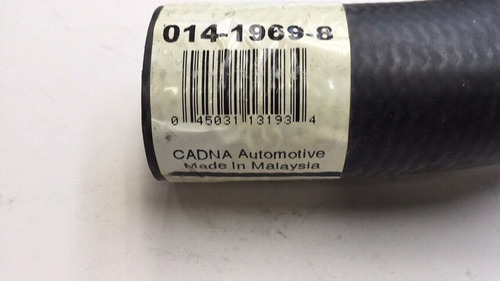 014-1969-8
0 45031 13193 4
CADNA Automotive
Made In Malaysia